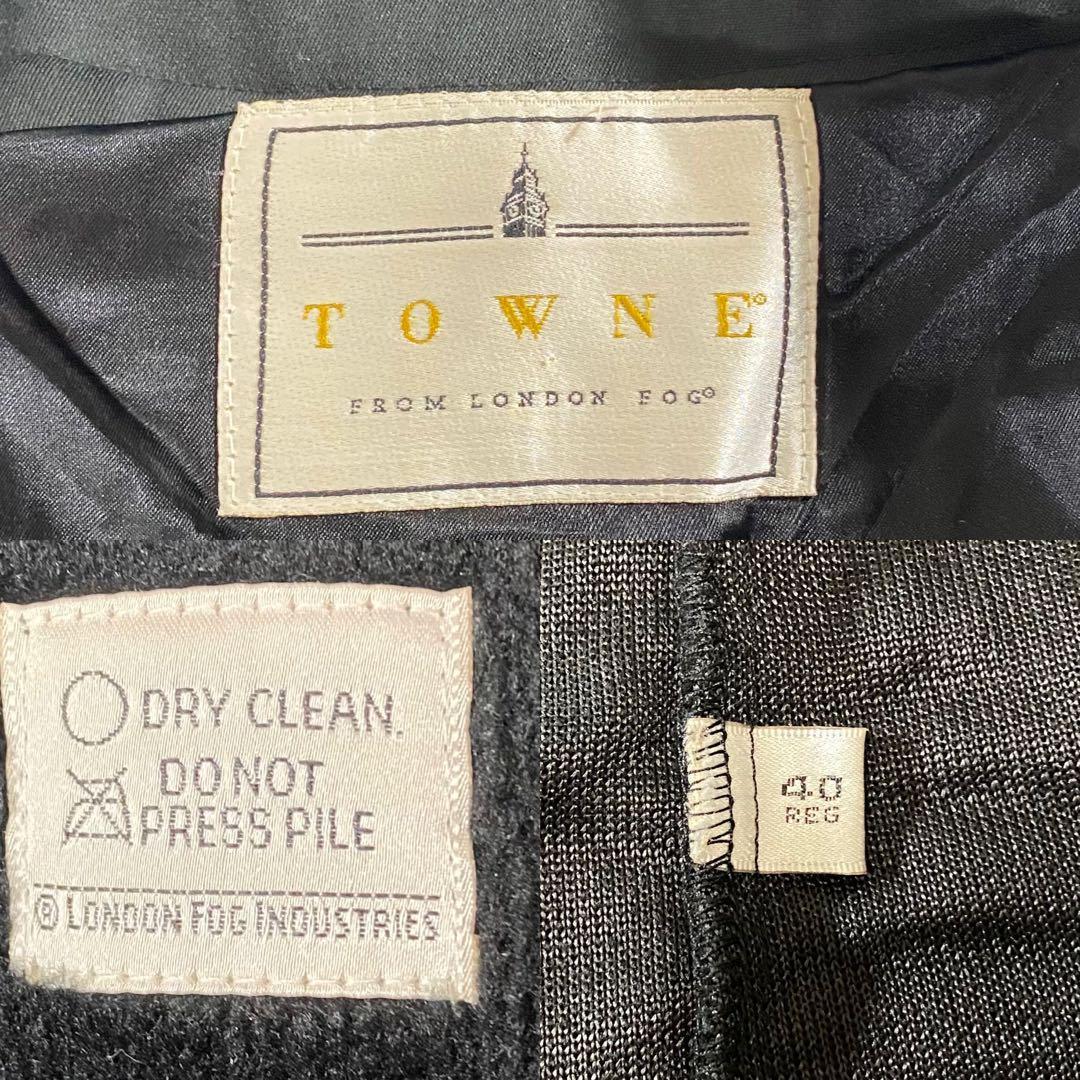 TOWNE®
FROM LONDON FOG®
DRY CLEAN.
DO NOT
PRESS PILE
® LONDON FOG INDUSTRIES
40
REG